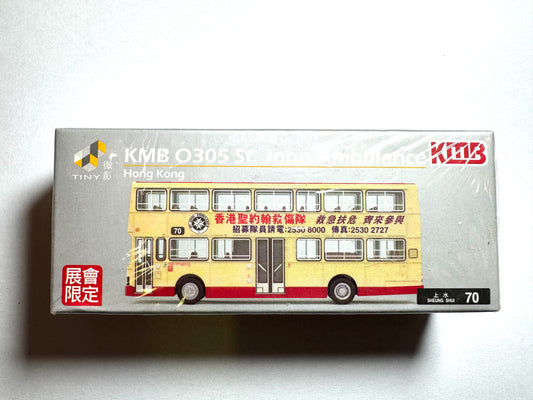 TINY 微影
KMB O305 St. John Ambulance
KMB
Hong Kong
70
香港聖約翰救傷隊 救急扶危 齊來參與
招募隊員請電:2530 8000 傳真:2530 2727
展會
限定
上水
SHEUNG SHUI
70